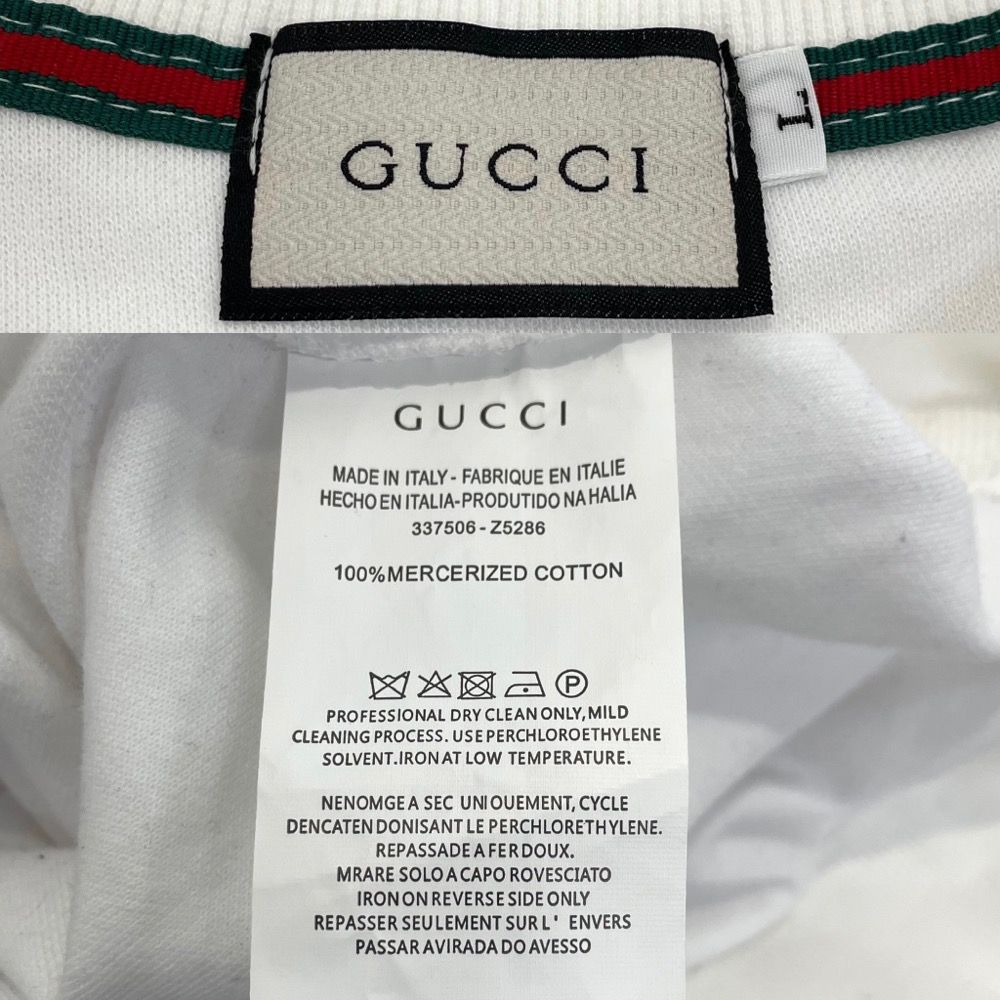 GUCCI
L
GUCCI
MADE IN ITALY - FABRIQUE EN ITALIE
HECHO EN ITALIA-PRODUTIDO NA HALIA
337506 - Z5286
100%MERCERIZED COTTON
P
PROFESSIONAL DRY CLEAN ONLY,MILD
CLEANING PROCESS. USE PERCHLOROETHYLENE
SOLVENT.IRON AT LOW TEMPERATURE.
NENOMGE A SEC UNIOUEMENT, CYCLE
DENCATEN DONISANT LE PERCHLORETHYLENE.
REPASSADE A FER DOUX.
MRARE SOLO A CAPO ROVESCIATO
IRON ON REVERSE SIDE ONLY
REPASSER SEULEMENT SUR L' ENVERS
PASSAR AVIRADA DO AVESSO